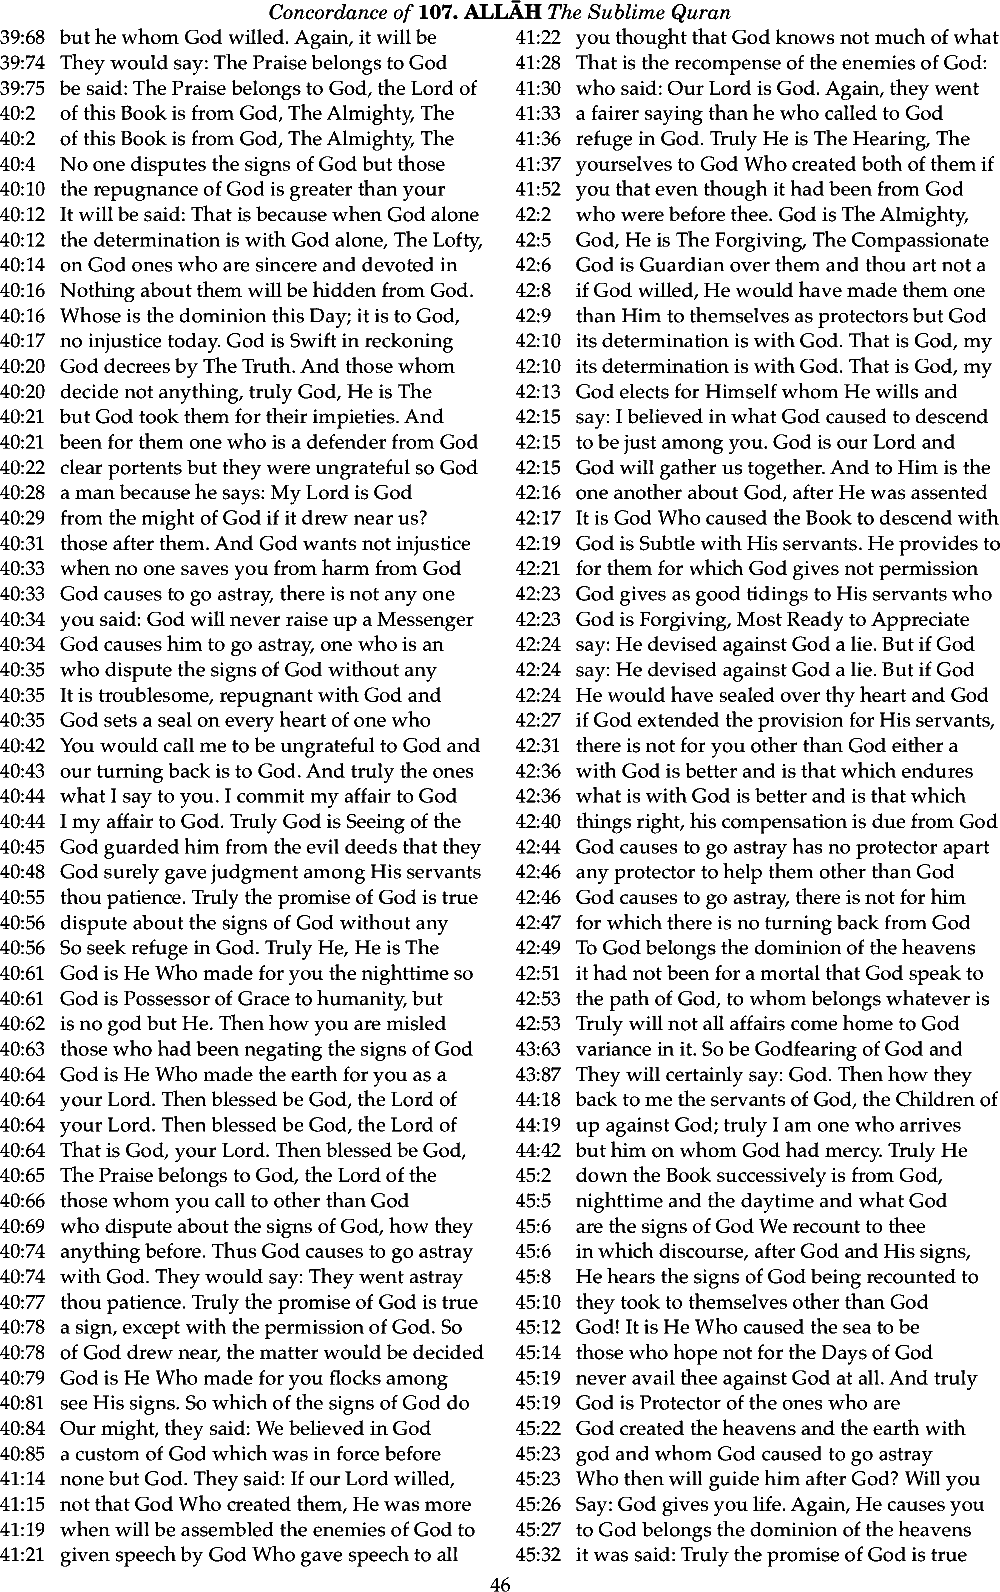 Concordance of 107. ALLĀH The Sublime Quran
39:68 but he whom God willed. Again, it will be
39:74 They would say: The Praise belongs to God
39:75 be said: The Praise belongs to God, the Lord of
40:2 of this Book is from God, The Almighty, The
40:2 of this Book is from God, The Almighty, The
40:4 No one disputes the signs of God but those
40:10 the repugnance of God is greater than your
40:12 It will be said: That is because when God alone
40:12 the determination is with God alone, The Lofty,
40:14 on God ones who are sincere and devoted in
40:16 Nothing about them will be hidden from God.
40:16 Whose is the dominion this Day; it is to God,
40:17 no injustice today. God is Swift in reckoning
40:20 God decrees by The Truth. And those whom
40:20 decide not anything, truly God, He is The
40:21 but God took them for their impieties. And
40:21 been for them one who is a defender from God
40:22 clear portents but they were ungrateful so God
40:28 a man because he says: My Lord is God
40:29 from the might of God if it drew near us?
40:31 those after them. And God wants not injustice
40:33 when no one saves you from harm from God
40:33 God causes to go astray, there is not any one
40:34 you said: God will never raise up a Messenger
40:34 God causes him to go astray, one who is an
40:35 who dispute the signs of God without any
40:35 It is troublesome, repugnant with God and
40:35 God sets a seal on every heart of one who
40:42 You would call me to be ungrateful to God and
40:43 our turning back is to God. And truly the ones
40:44 what I say to you. I commit my affair to God
40:44 I my affair to God. Truly God is Seeing of the
40:45 God guarded him from the evil deeds that they
40:48 God surely gave judgment among His servants
40:55 thou patience. Truly the promise of God is true
40:56 dispute about the signs of God without any
40:56 So seek refuge in God. Truly He, He is The
40:61 God is He Who made for you the nighttime so
40:61 God is Possessor of Grace to humanity, but
40:62 is no god but He. Then how you are misled
40:63 those who had been negating the signs of God
40:64 God is He Who made the earth for you as a
40:64 your Lord. Then blessed be God, the Lord of
40:64 your Lord. Then blessed be God, the Lord of
40:64 That is God, your Lord. Then blessed be God,
40:65 The Praise belongs to God, the Lord of the
40:66 those whom you call to other than God
40:69 who dispute about the signs of God, how they
40:74 anything before. Thus God causes to go astray
40:74 with God. They would say: They went astray
40:77 thou patience. Truly the promise of God is true
40:78 a sign, except with the permission of God. So
40:78 of God drew near, the matter would be decided
40:79 God is He Who made for you flocks among
40:81 see His signs. So which of the signs of God do
40:84 Our might, they said: We believed in God
40:85 a custom of God which was in force before
41:14 none but God. They said: If our Lord willed,
41:15 not that God Who created them, He was more
41:19 when will be assembled the enemies of God to
41:21 given speech by God Who gave speech to all
41:22 you thought that God knows not much of what
41:28 That is the recompense of the enemies of God:
41:30 who said: Our Lord is God. Again, they went
41:33 a fairer saying than he who called to God
41:36 refuge in God. Truly He is The Hearing, The
41:37 yourselves to God Who created both of them if
41:52 you that even though it had been from God
42:2 who were before thee. God is The Almighty,
42:5 God, He is The Forgiving, The Compassionate
42:6 God is Guardian over them and thou art not a
42:8 if God willed, He would have made them one
42:9 than Him to themselves as protectors but God
42:10 its determination is with God. That is God, my
42:10 its determination is with God. That is God, my
42:13 God elects for Himself whom He wills and
42:15 say: I believed in what God caused to descend
42:15 to be just among you. God is our Lord and
42:15 God will gather us together. And to Him is the
42:16 one another about God, after He was assented
42:17 It is God Who caused the Book to descend with
42:19 God is Subtle with His servants. He provides to
42:21 for them for which God gives not permission
42:23 God gives as good tidings to His servants who
42:23 God is Forgiving, Most Ready to Appreciate
42:24 say: He devised against God a lie. But if God
42:24 say: He devised against God a lie. But if God
42:24 He would have sealed over thy heart and God
42:27 if God extended the provision for His servants,
42:31 there is not for you other than God either a
42:36 with God is better and is that which endures
42:36 what is with God is better and is that which
42:40 things right, his compensation is due from God
42:44 God causes to go astray has no protector apart
42:46 any protector to help them other than God
42:46 God causes to go astray, there is not for him
42:47 for which there is no turning back from God
42:49 To God belongs the dominion of the heavens
42:51 it had not been for a mortal that God speak to
42:53 the path of God, to whom belongs whatever is
42:53 Truly will not all affairs come home to God
43:63 variance in it. So be Godfearing of God and
43:87 They will certainly say: God. Then how they
44:18 back to me the servants of God, the Children of
44:19 up against God; truly I am one who arrives
44:42 but him on whom God had mercy. Truly He
45:2 down the Book successively is from God,
45:5 nighttime and the daytime and what God
45:6 are the signs of God We recount to thee
45:6 in which discourse, after God and His signs,
45:8 He hears the signs of God being recounted to
45:10 they took to themselves other than God
45:12 God! It is He Who caused the sea to be
45:14 those who hope not for the Days of God
45:19 never avail thee against God at all. And truly
45:19 God is Protector of the ones who are
45:22 God created the heavens and the earth with
45:23 god and whom God caused to go astray
45:23 Who then will guide him after God? Will you
45:26 Say: God gives you life. Again, He causes you
45:27 to God belongs the dominion of the heavens
45:32 it was said: Truly the promise of God is true
46